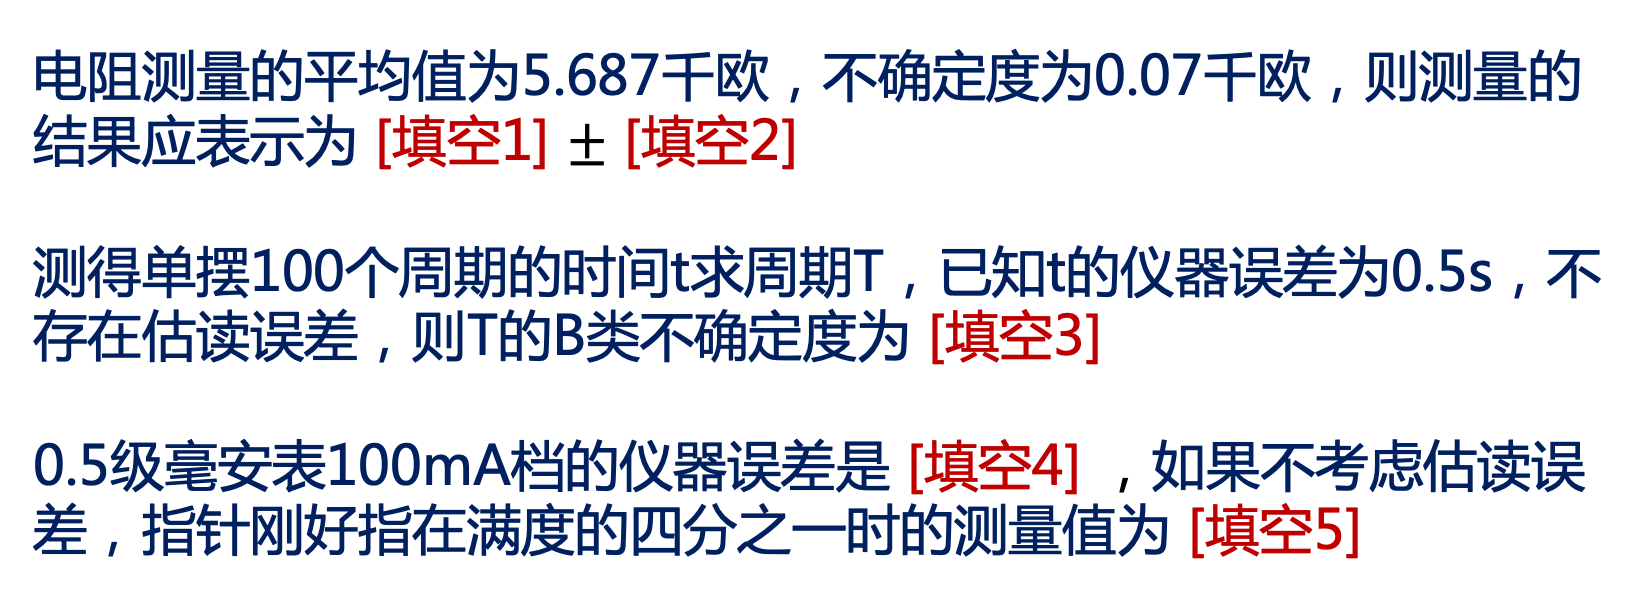 电阻测量的平均值为5.687千欧，不确定度为0.07千欧，则测量的
结果应表示为 [填空1] ± [填空2]
测得单摆100个周期的时间t求周期T，已知t的仪器误差为0.5s，不
存在估读误差，则T的B类不确定度为 [填空3]
0.5级毫安表100mA档的仪器误差是 [填空4] ，如果不考虑估读误
差，指针刚好指在满度的四分之一时的测量值为 [填空5]